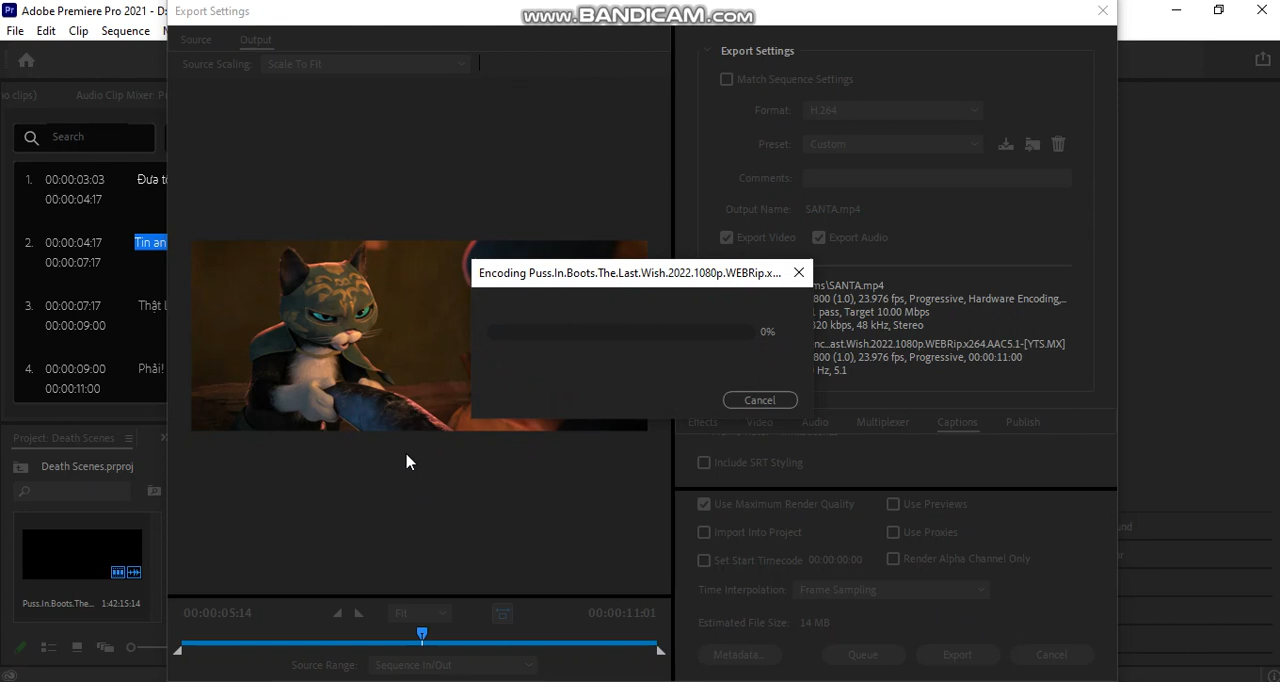 Adobe Premiere Pro 2021 - D
Export Settings
www.BANDICAM.com
File Edit Clip Sequence
Source Output
Source Scaling: Scale To Fit
Export Settings
Match Sequence Settings
Format: H.264
Preset: Custom
Comments:
Output Name: SANTA.mp4
Export Video Export Audio
o clips) Audio Clip Mixer: P
Search
1. 00:00:03:03 Đưa
00:00:04:17
2. 00:00:04:17 Tin an
00:00:07:17
3. 00:00:07:17 Thật
00:00:09:00
4. 00:00:09:00 Phải!
00:00:11:00
Encoding Puss.In.Boots.The.Last.Wish.2022.1080p.WEBRip.x...
0%
Cancel
ms\SANTA.mp4
800 (1.0), 23.976 fps, Progressive, Hardware Encoding,...
pass, Target 10.00 Mbps
320 kbps, 48 kHz, Stereo
nc...ast.Wish.2022.1080p.WEBRip.x264.AAC5.1-[YTS.MX]
800 (1.0), 23.976 fps, Progressive, 00:00:11:00
Hz, 5.1
Effects Video Audio Multiplexer Captions Publish
Include SRT Styling
Use Maximum Render Quality Use Previews
Import Into Project Use Proxies
Set Start Timecode 00:00:00:00 Render Alpha Channel Only
Time Interpolation: Frame Sampling
Estimated File Size: 14 MB
Metadata... Queue Export Cancel
Project: Death Scenes
Death Scenes.prproj
Puss.In.Boots.The... 1:42:15:14
00:00:05:14 Fit 00:00:11:01
Source Range: Sequence In/Out